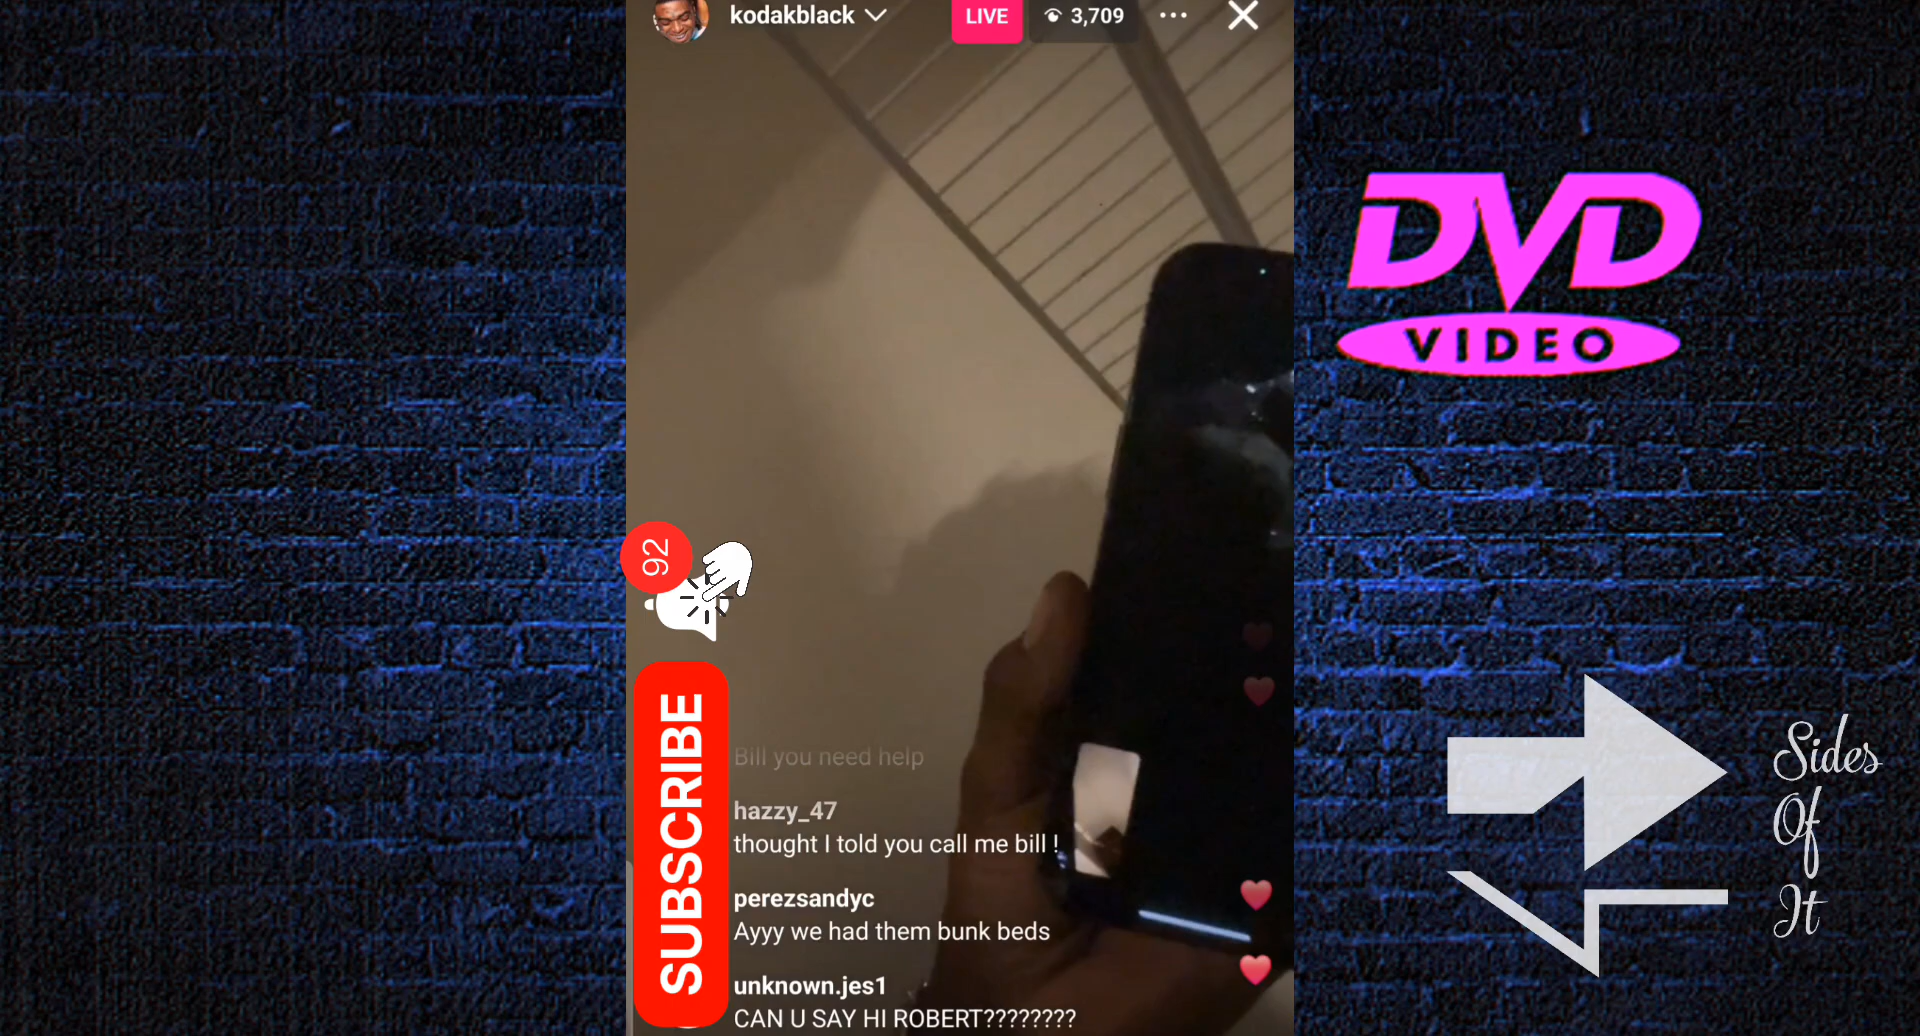 kodakblack
LIVE
3,709
DVD
VIDEO
92
SUBSCRIBE
Bill you need help
hazzy_47
thought I told you call me bill !
perezsandyc
Ayyy we had them bunk beds
unknown.jes1
CAN U SAY HI ROBERT????????
Sides
Of
It